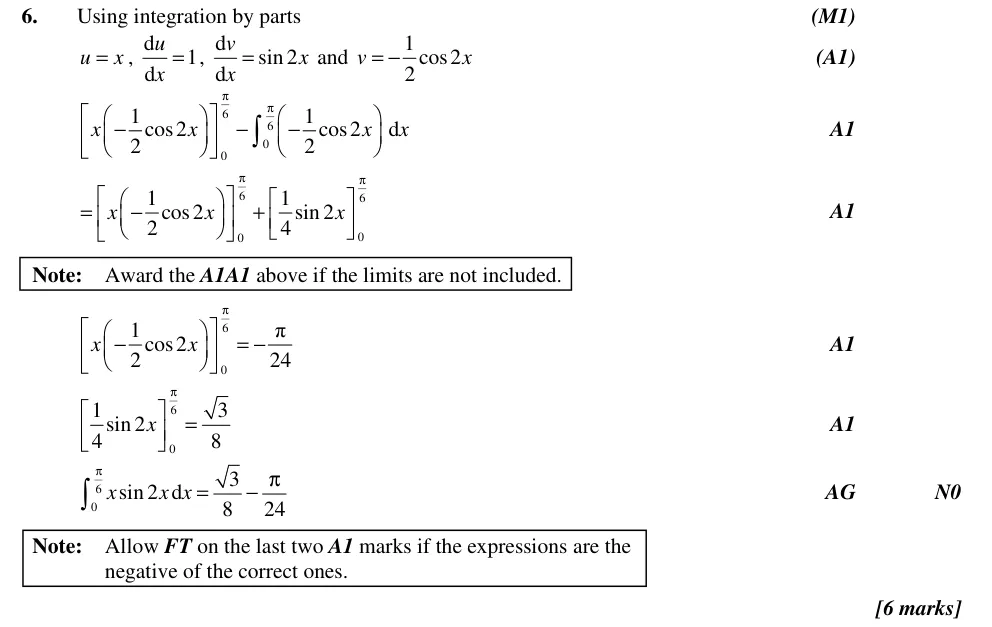 6. Using integration by parts (M1)
u = x, du/dx = 1, dv/dx = sin 2x and v = −1/2 cos 2x (A1)
[x(−1/2 cos 2x)]_0^{π/6} − ∫_0^{π/6} (−1/2 cos 2x) dx A1
= [x(−1/2 cos 2x)]_0^{π/6} + [1/4 sin 2x]_0^{π/6} A1
Note: Award the A1A1 above if the limits are not included.
[x(−1/2 cos 2x)]_0^{π/6} = −π/24 A1
[1/4 sin 2x]_0^{π/6} = √3/8 A1
∫_0^{π/6} x sin 2x dx = √3/8 − π/24 AG N0
Note: Allow FT on the last two A1 marks if the expressions are the
negative of the correct ones.
[6 marks]